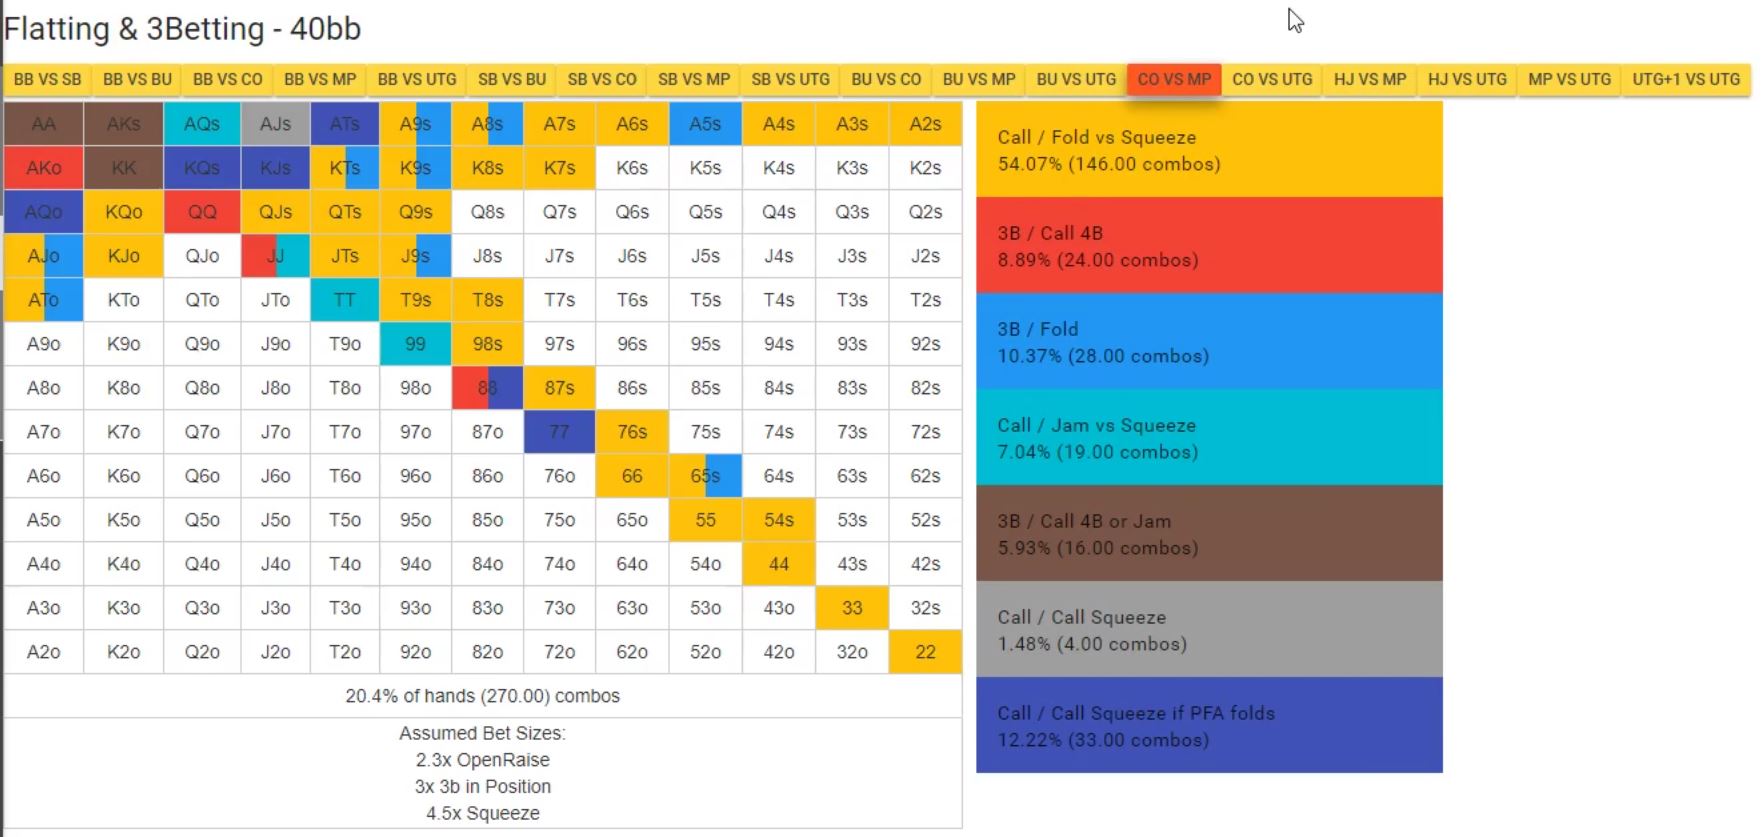 Flatting & 3Betting - 40bb
BB VS SB BB VS BU BB VS CO BB VS MP BB VS UTG SB VS BU SB VS CO SB VS MP SB VS UTG BU VS CO BU VS MP BU VS UTG CO VS MP CO VS UTG HJ VS MP HJ VS UTG MP VS UTG UTG+1 VS UTG
AA AKs AQs AJs ATs A9s A8s A7s A6s A5s A4s A3s A2s
AKo KK KQs KJs KTs K9s K8s K7s K6s K5s K4s K3s K2s
AQo KQo QQ QJs QTs Q9s Q8s Q7s Q6s Q5s Q4s Q3s Q2s
AJo KJo QJo JJ JTs J9s J8s J7s J6s J5s J4s J3s J2s
ATo KTo QTo JTo TT T9s T8s T7s T6s T5s T4s T3s T2s
A9o K9o Q9o J9o T9o 99 98s 97s 96s 95s 94s 93s 92s
A8o K8o Q8o J8o T8o 98o 88 87s 86s 85s 84s 83s 82s
A7o K7o Q7o J7o T7o 97o 87o 77 76s 75s 74s 73s 72s
A6o K6o Q6o J6o T6o 96o 86o 76o 66 65s 64s 63s 62s
A5o K5o Q5o J5o T5o 95o 85o 75o 65o 55 54s 53s 52s
A4o K4o Q4o J4o T4o 94o 84o 74o 64o 54o 44 43s 42s
A3o K3o Q3o J3o T3o 93o 83o 73o 63o 53o 43o 33 32s
A2o K2o Q2o J2o T2o 92o 82o 72o 62o 52o 42o 32o 22
20.4% of hands (270.00) combos
Assumed Bet Sizes:
2.3x OpenRaise
3x 3b in Position
4.5x Squeeze
Call / Fold vs Squeeze
54.07% (146.00 combos)
3B / Call 4B
8.89% (24.00 combos)
3B / Fold
10.37% (28.00 combos)
Call / Jam vs Squeeze
7.04% (19.00 combos)
3B / Call 4B or Jam
5.93% (16.00 combos)
Call / Call Squeeze
1.48% (4.00 combos)
Call / Call Squeeze if PFA folds
12.22% (33.00 combos)